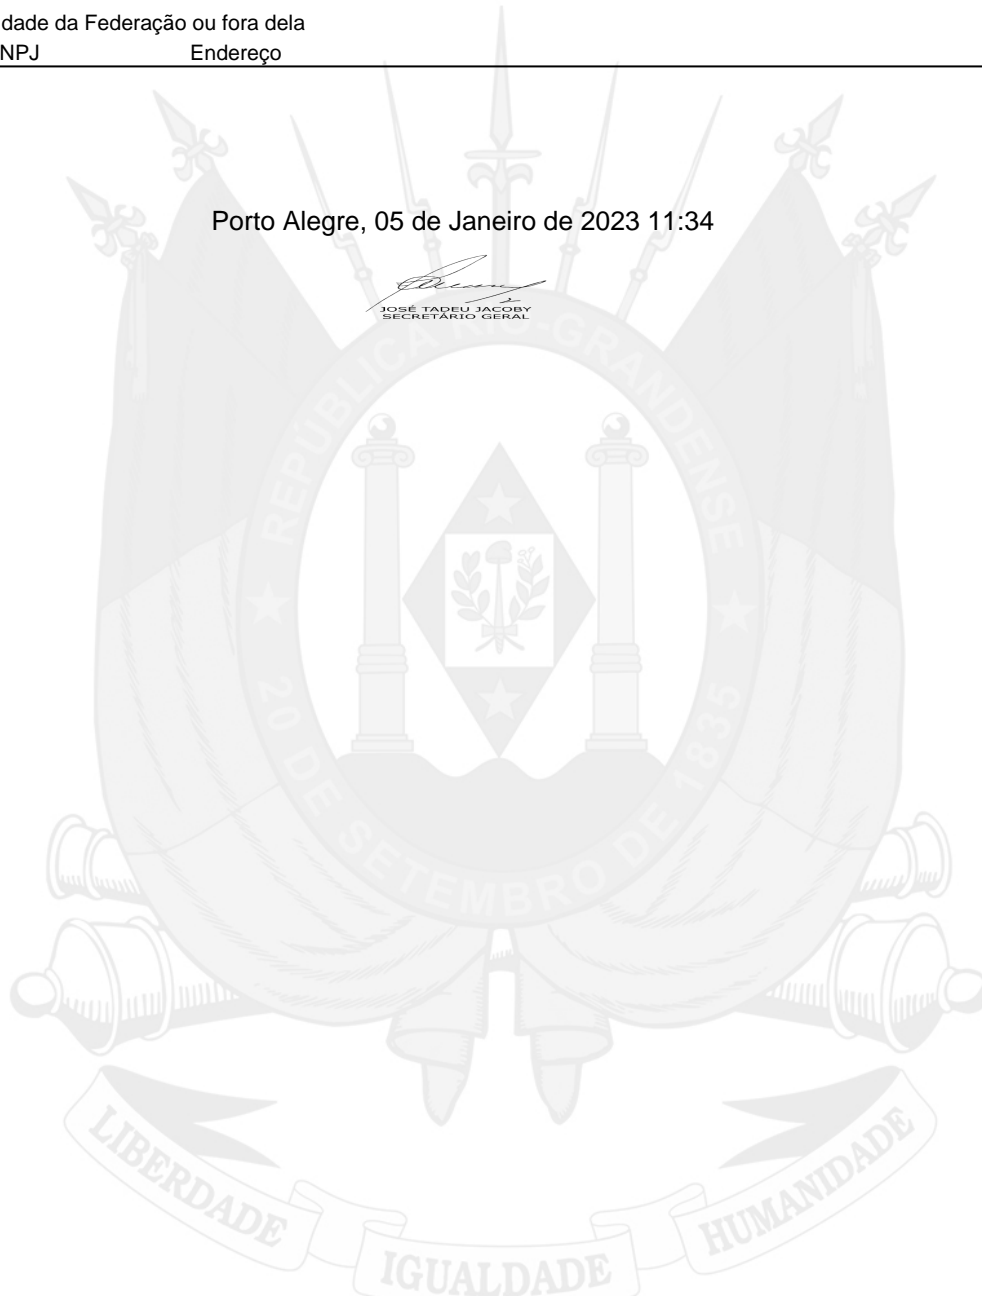 dade da Federação ou fora dela
NPJ Endereço
Porto Alegre, 05 de Janeiro de 2023 11:34
JOSÉ TADEU JACOBY
SECRETÁRIO GERAL
REPÚBLICA RIO-GRANDENSE
20 DE SETEMBRO DE 1835
LIBERDADE
IGUALDADE
HUMANIDADE